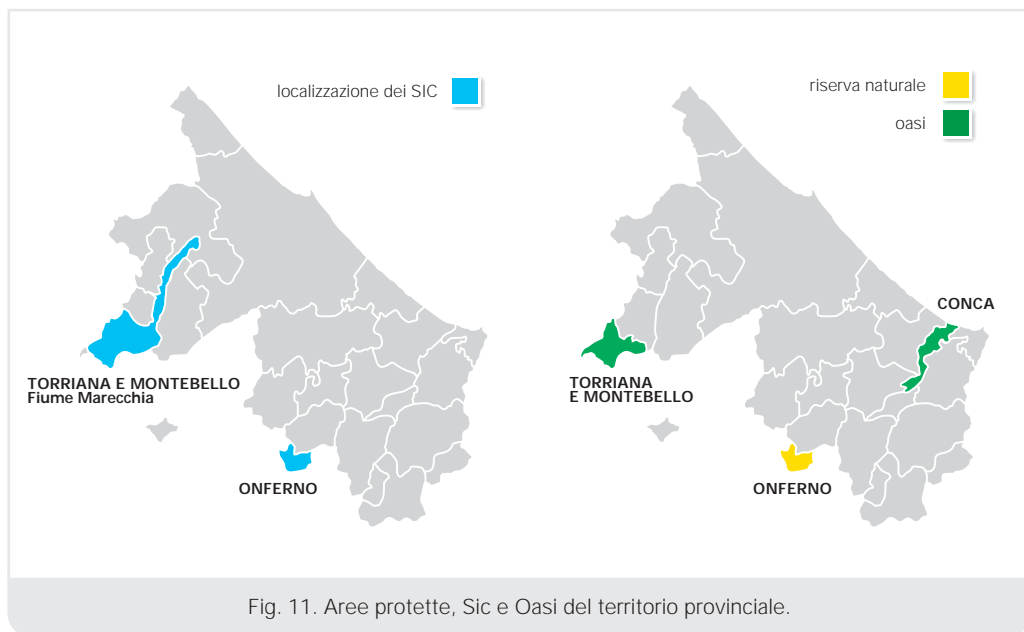 localizzazione dei SIC
TORRIANA E MONTEBELLO
Fiume Marecchia
ONFERNO
riserva naturale
oasi
CONCA
TORRIANA
E MONTEBELLO
ONFERNO
Fig. 11. Aree protette, Sic e Oasi del territorio provinciale.